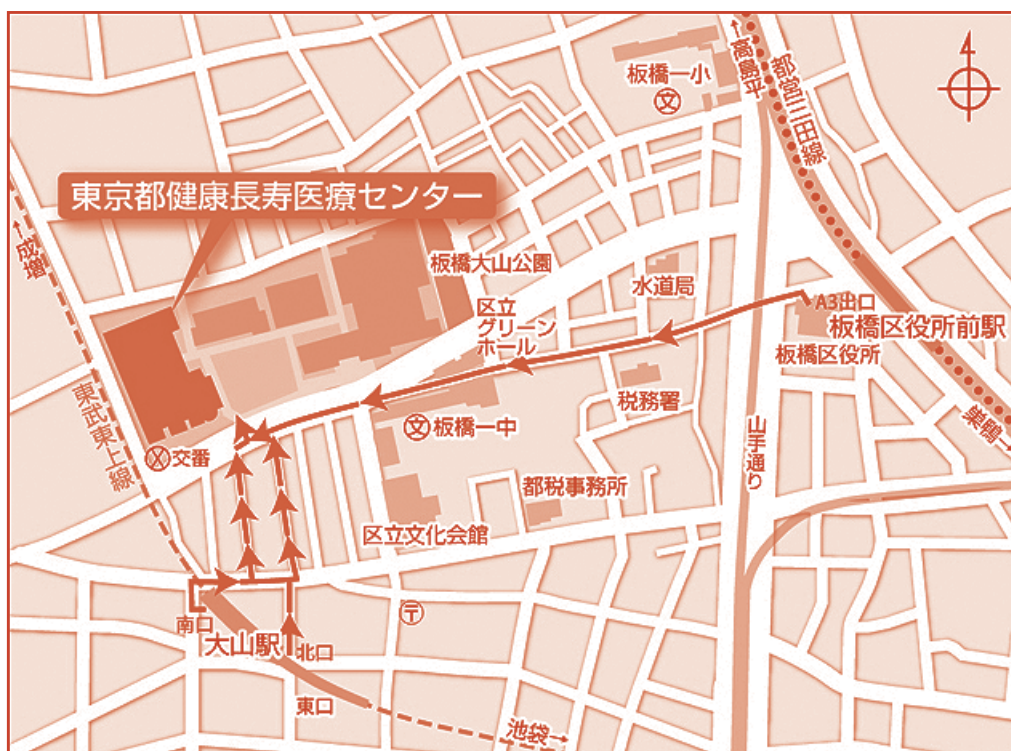 ↑高島平
都営三田線
板橋一小
文
東京都健康長寿医療センター
↑成増
板橋大山公園
水道局
A3出口
板橋区役所前駅
区立
グリーン
ホール
板橋区役所
東武東上線
税務署
巣鴨→
文 板橋一中
山手通り
交番
都税事務所
区立文化会館
〒
南口
大山駅
北口
東口
池袋→